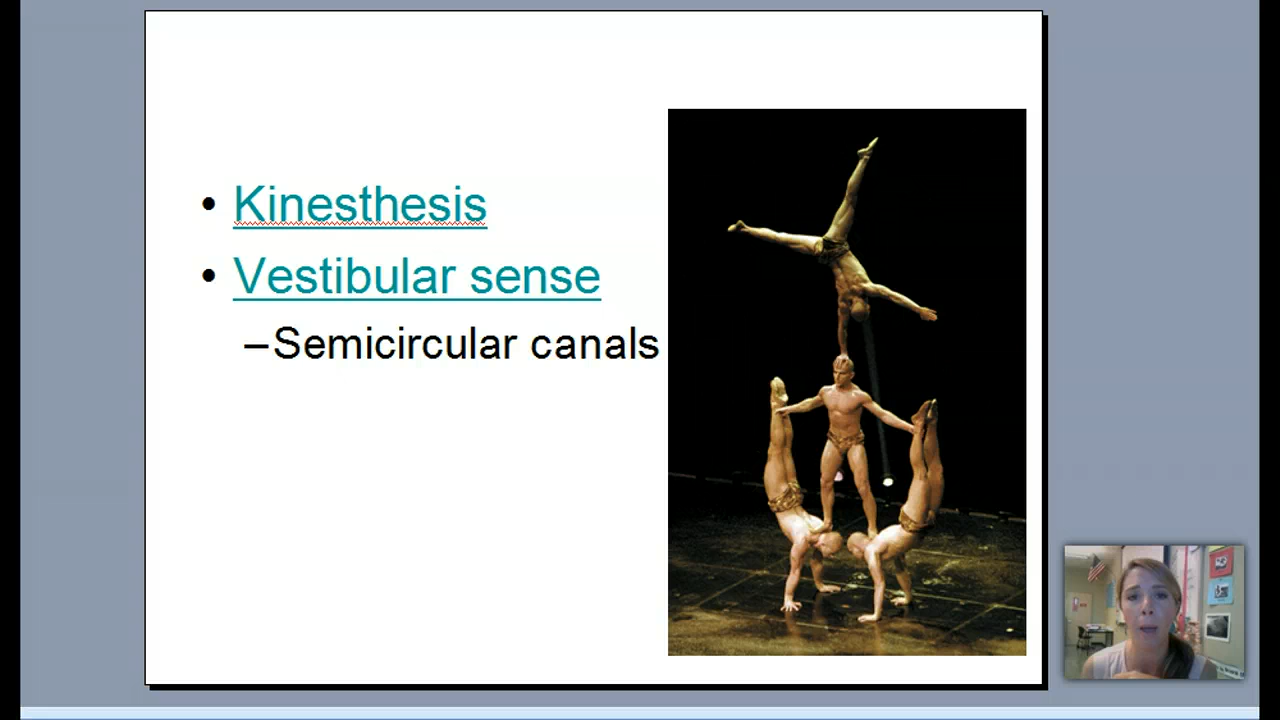 • Kinesthesis
• Vestibular sense
–Semicircular canals